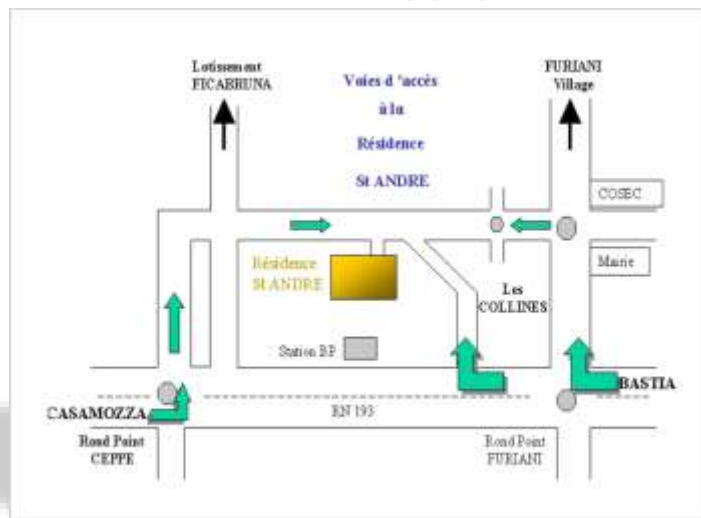 Lotissement
FICABRUNA
Voies d 'accès
à la
Résidence
St ANDRE
FURIANI
Village
COSEC
Mairie
Résidence
St ANDRE
Les
COLLINES
Station BP
BASTIA
CASAMOZZA
RN 193
Rond Point
CEPPE
Rond Point
FURIANI